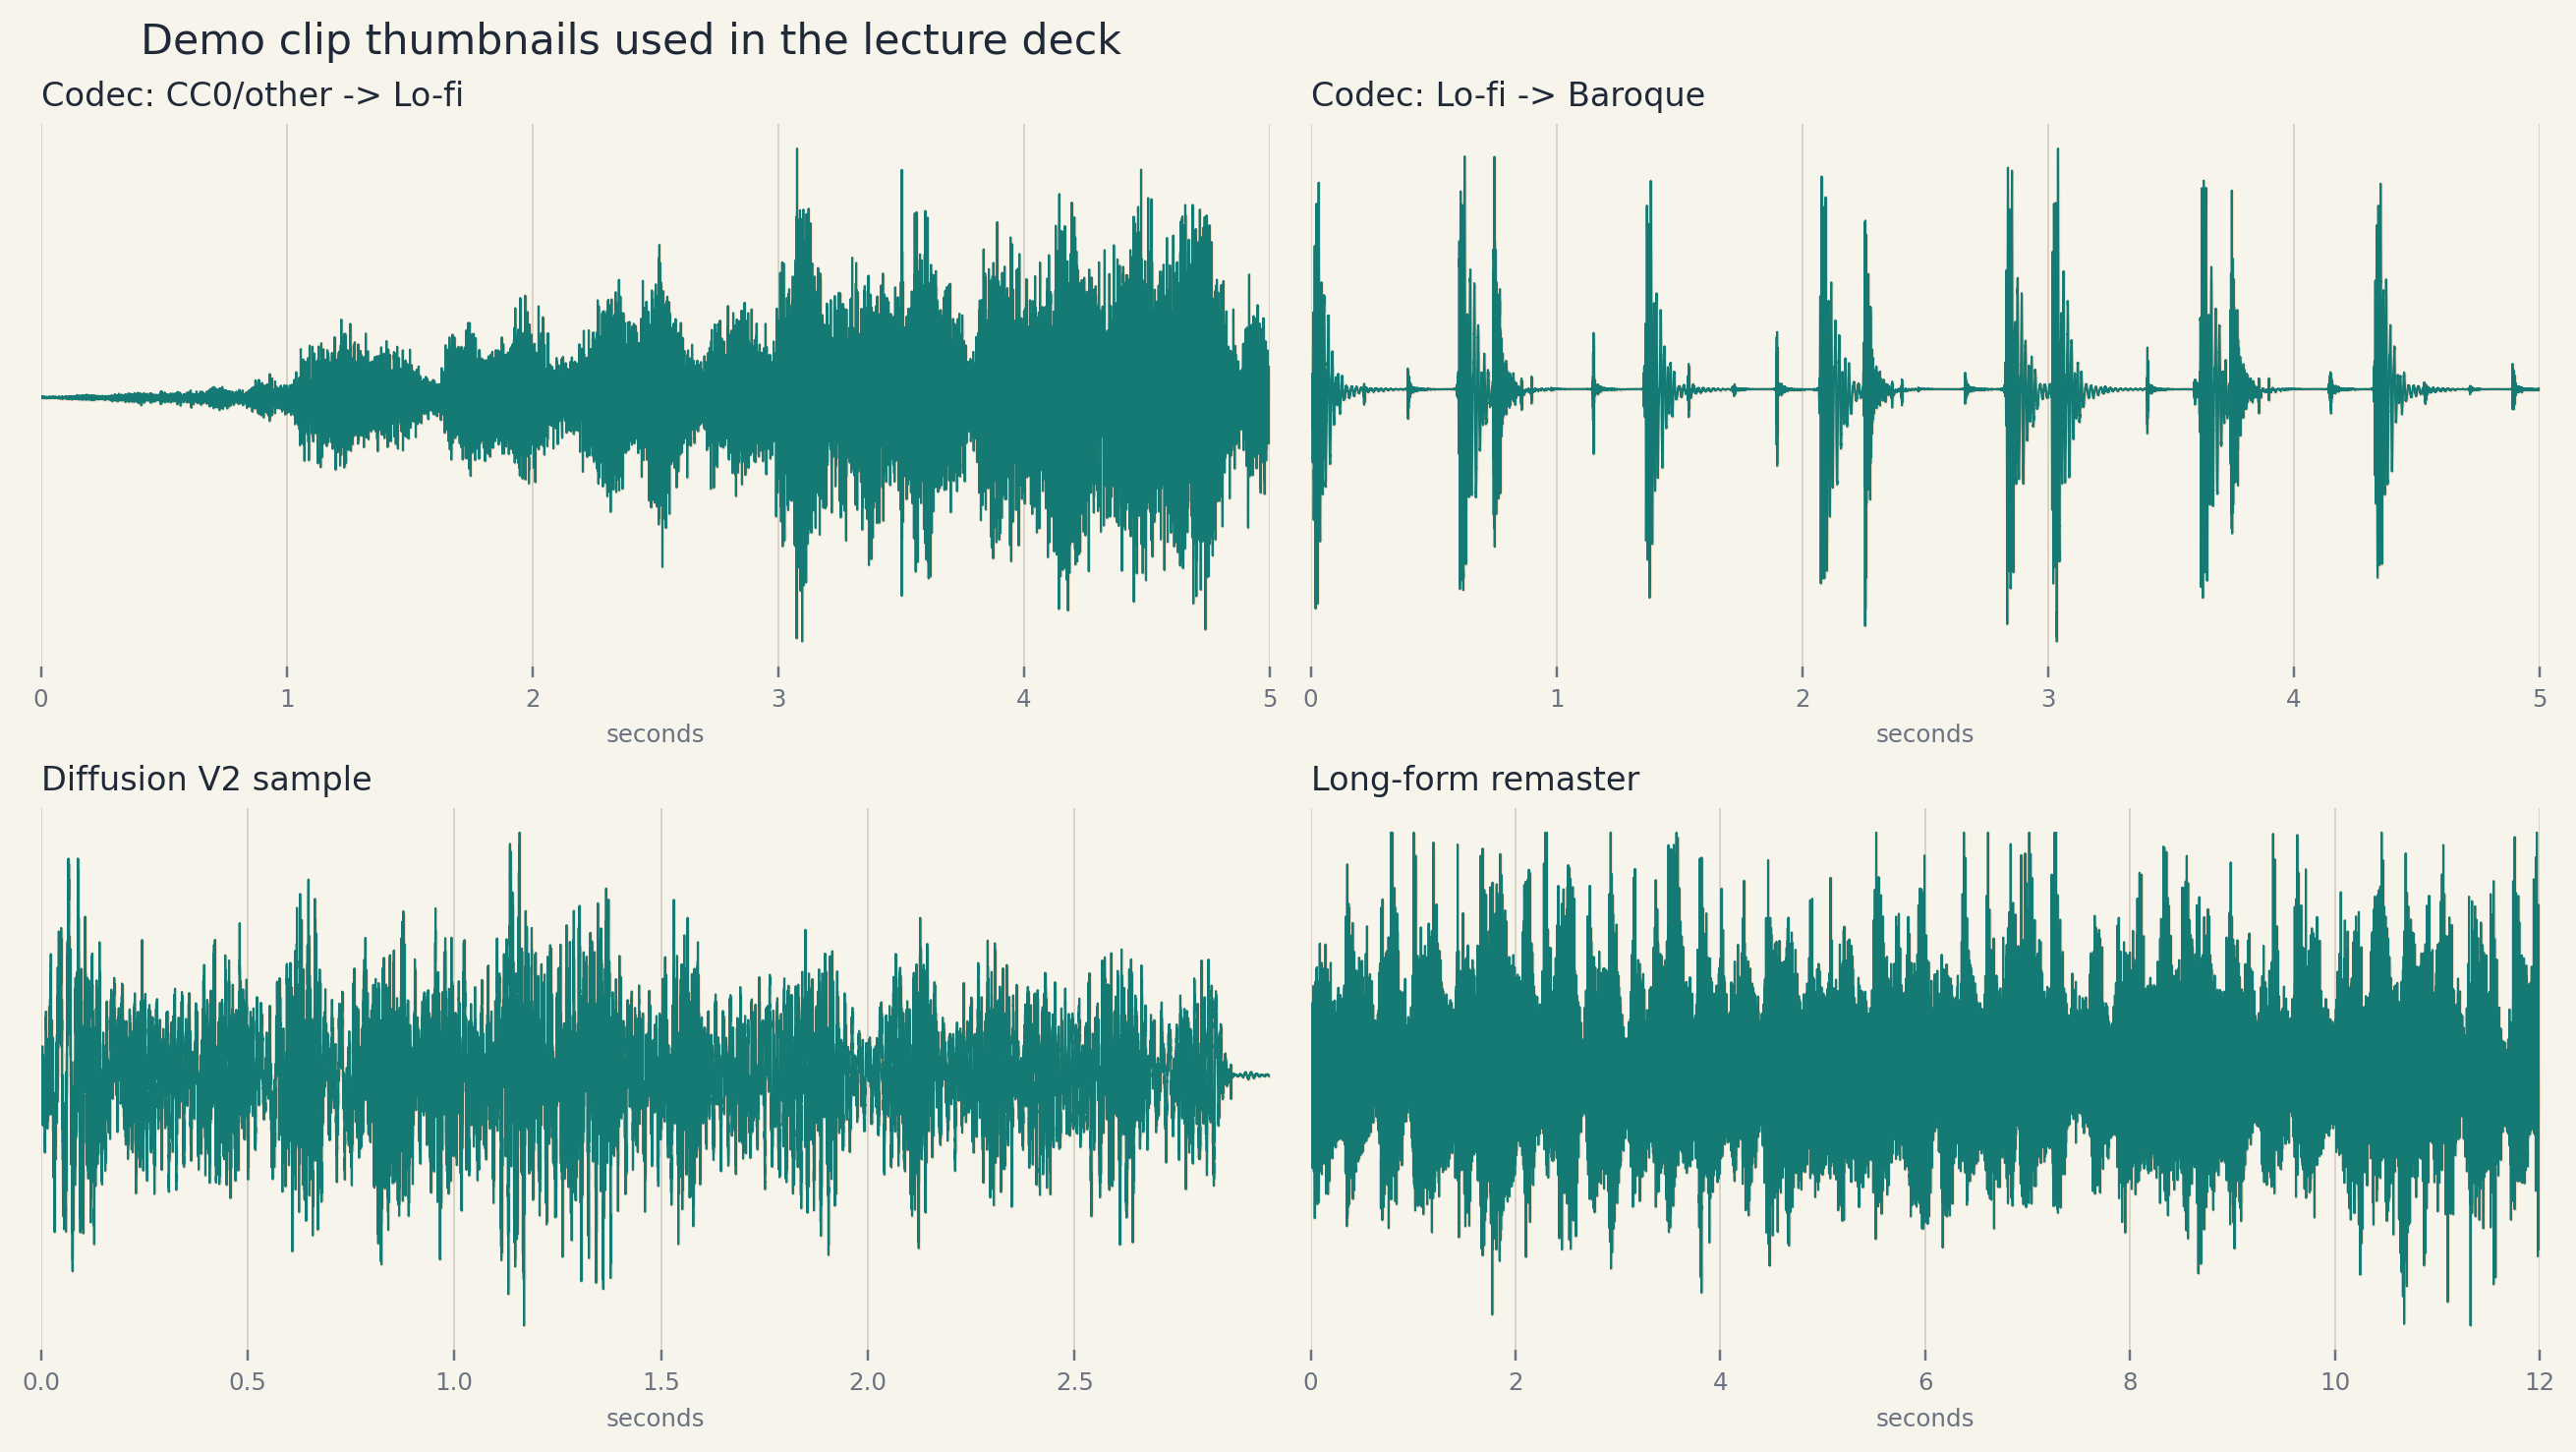 Demo clip thumbnails used in the lecture deck
Codec: CC0/other -> Lo-fi
Codec: Lo-fi -> Baroque
0 1 2 3 4 5
0 1 2 3 4 5
seconds
seconds
Diffusion V2 sample
Long-form remaster
0.0 0.5 1.0 1.5 2.0 2.5
0 2 4 6 8 10 12
seconds
seconds